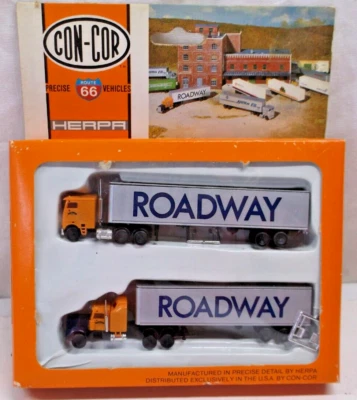 CON-COR
PRECISE ROUTE 66 VEHICLES
HERPA
ROADWAY
ROADWAY
ROADWAY
MANUFACTURED IN PRECISE DETAIL BY HERPA
DISTRIBUTED EXCLUSIVELY IN THE U.S.A. BY CON-COR